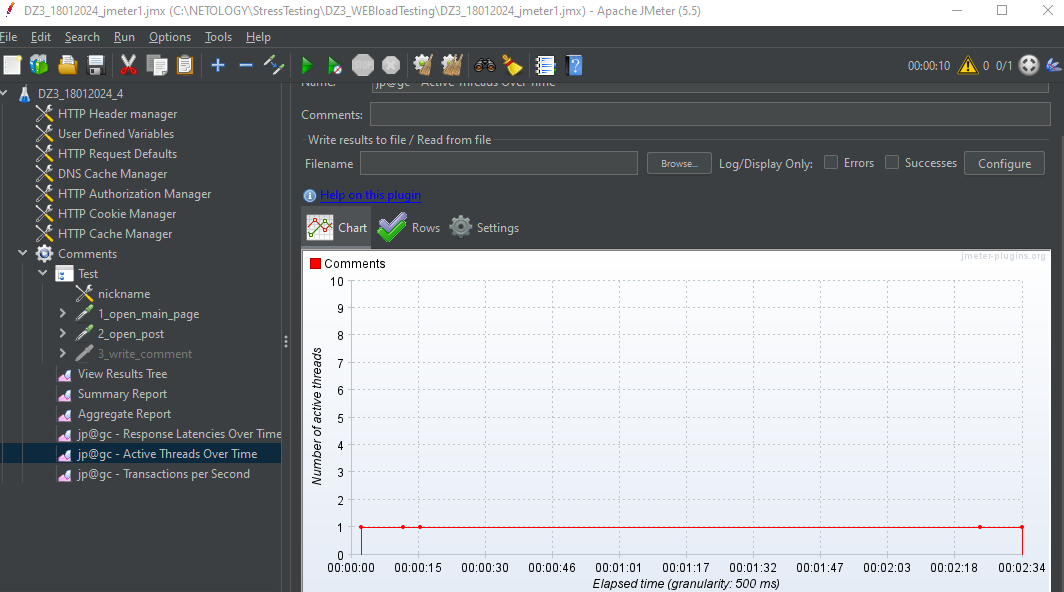 DZ3_18012024_jmeter1.jmx (C:\NETOLOGY\StressTesting\DZ3_WEBloadTesting\DZ3_18012024_jmeter1.jmx) - Apache JMeter (5.5)
File Edit Search Run Options Tools Help
00:00:10 0 0/1
DZ3_18012024_4
HTTP Header manager
User Defined Variables
HTTP Request Defaults
DNS Cache Manager
HTTP Authorization Manager
HTTP Cookie Manager
HTTP Cache Manager
Comments
Test
nickname
1_open_main_page
2_open_post
3_write_comment
View Results Tree
Summary Report
Aggregate Report
jp@gc - Response Latencies Over Time
jp@gc - Active Threads Over Time
jp@gc - Transactions per Second
Name: jp@gc - Active Threads Over Time
Comments:
Write results to file / Read from file
Filename Browse... Log/Display Only: Errors Successes Configure
Help on this plugin
Chart Rows Settings
Comments
jmeter-plugins.org
Number of active threads
10
9
8
7
6
5
4
3
2
1
0
00:00:00 00:00:15 00:00:30 00:00:46 00:01:01 00:01:17 00:01:32 00:01:47 00:02:03 00:02:18 00:02:34
Elapsed time (granularity: 500 ms)